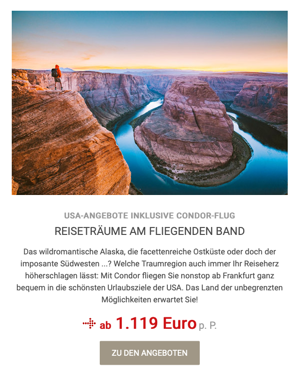 USA-ANGEBOTE INKLUSIVE CONDOR-FLUG
REISETRÄUME AM FLIEGENDEN BAND
Das wildromantische Alaska, die facettenreiche Ostküste oder doch der
imposante Südwesten ...? Welche Traumregion auch immer Ihr Reiseherz
höherschlagen lässt: Mit Condor fliegen Sie nonstop ab Frankfurt ganz
bequem in die schönsten Urlaubsziele der USA. Das Land der unbegrenzten
Möglichkeiten erwartet Sie!
ab 1.119 Euro p. P.
ZU DEN ANGEBOTEN